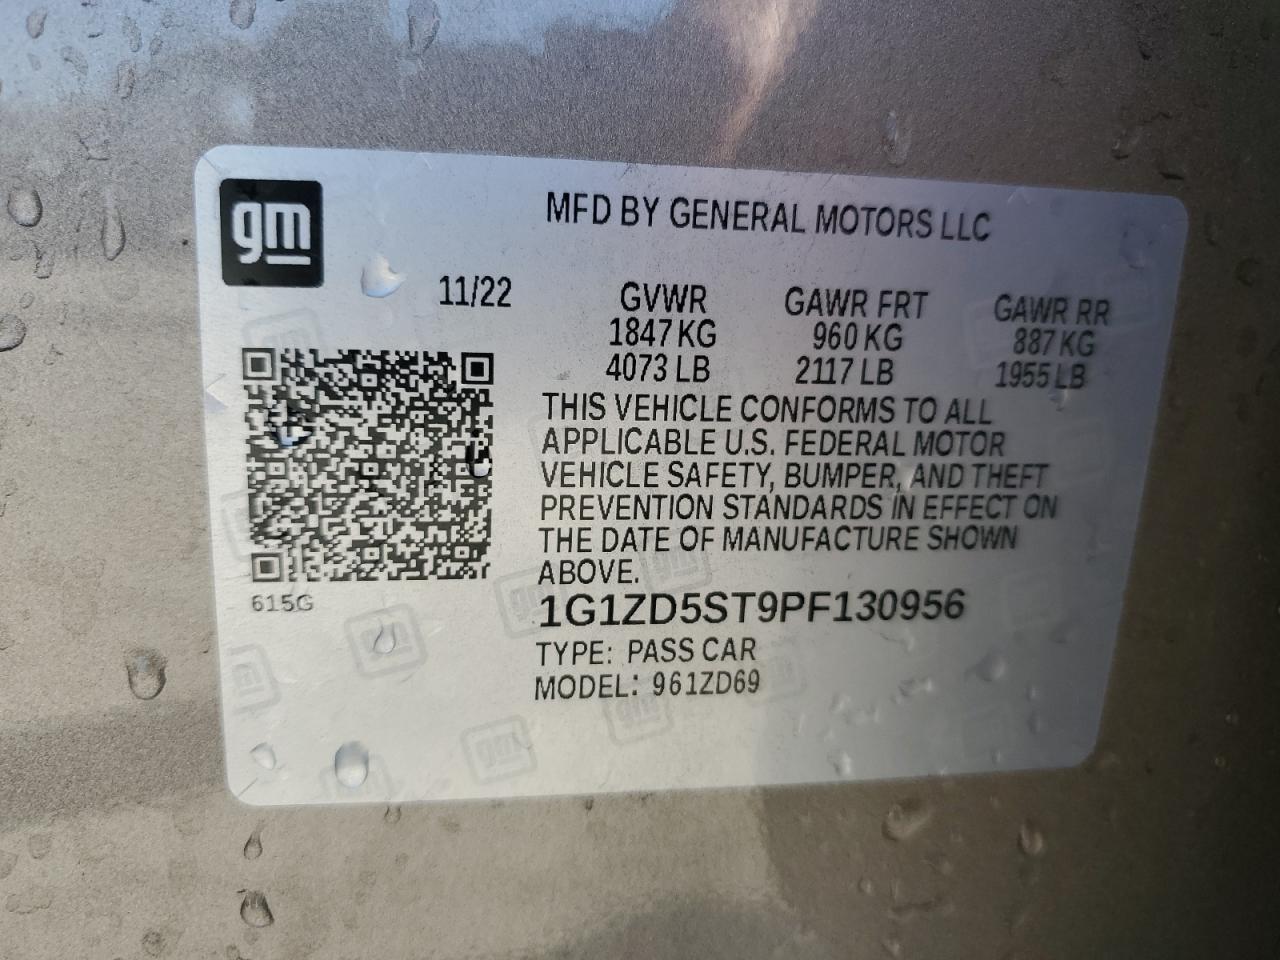 gm
MFD BY GENERAL MOTORS LLC
11/22 GVWR GAWR FRT GAWR RR
1847 KG 960 KG 887 KG
4073 LB 2117 LB 1955 LB
THIS VEHICLE CONFORMS TO ALL
APPLICABLE U.S. FEDERAL MOTOR
VEHICLE SAFETY, BUMPER, AND THEFT
PREVENTION STANDARDS IN EFFECT ON
THE DATE OF MANUFACTURE SHOWN
ABOVE.
615G
1G1ZD5ST9PF130956
TYPE: PASS CAR
MODEL: 961ZD69